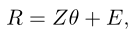 R = Zθ + E,